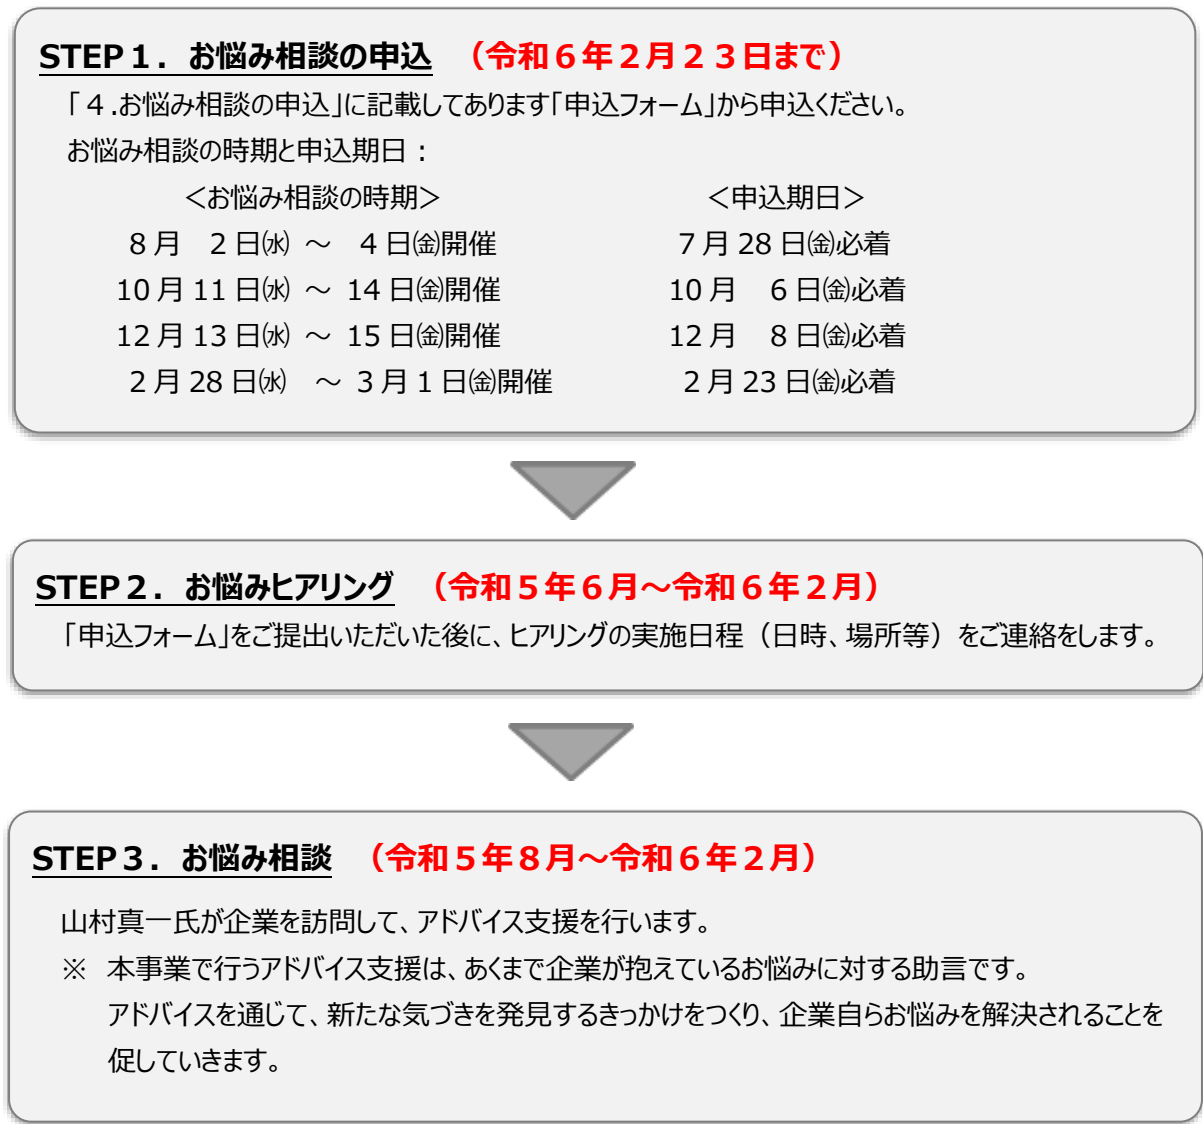 STEP１．お悩み相談の申込 （令和６年２月２３日まで）
「４.お悩み相談の申込」に記載してあります「申込フォーム」から申込ください。
お悩み相談の時期と申込期日：
＜お悩み相談の時期＞ ＜申込期日＞
８月　２日㈬ ～　４日㈮開催 ７月 28 日㈮必着
10 月 11 日㈬ ～ 14 日㈮開催 10 月　６日㈮必着
12 月 13 日㈬ ～ 15 日㈮開催 12 月　８日㈮必着
２月 28 日㈬　～ ３月１日㈮開催 ２月 23 日㈮必着
STEP２．お悩みヒアリング （令和５年６月～令和６年２月）
「申込フォーム」をご提出いただいた後に、ヒアリングの実施日程（日時、場所等）をご連絡をします。
STEP３．お悩み相談 （令和５年８月～令和６年２月）
山村真一氏が企業を訪問して、アドバイス支援を行います。
※　本事業で行うアドバイス支援は、あくまで企業が抱えているお悩みに対する助言です。
アドバイスを通じて、新たな気づきを発見するきっかけをつくり、企業自らお悩みを解決されることを
促していきます。